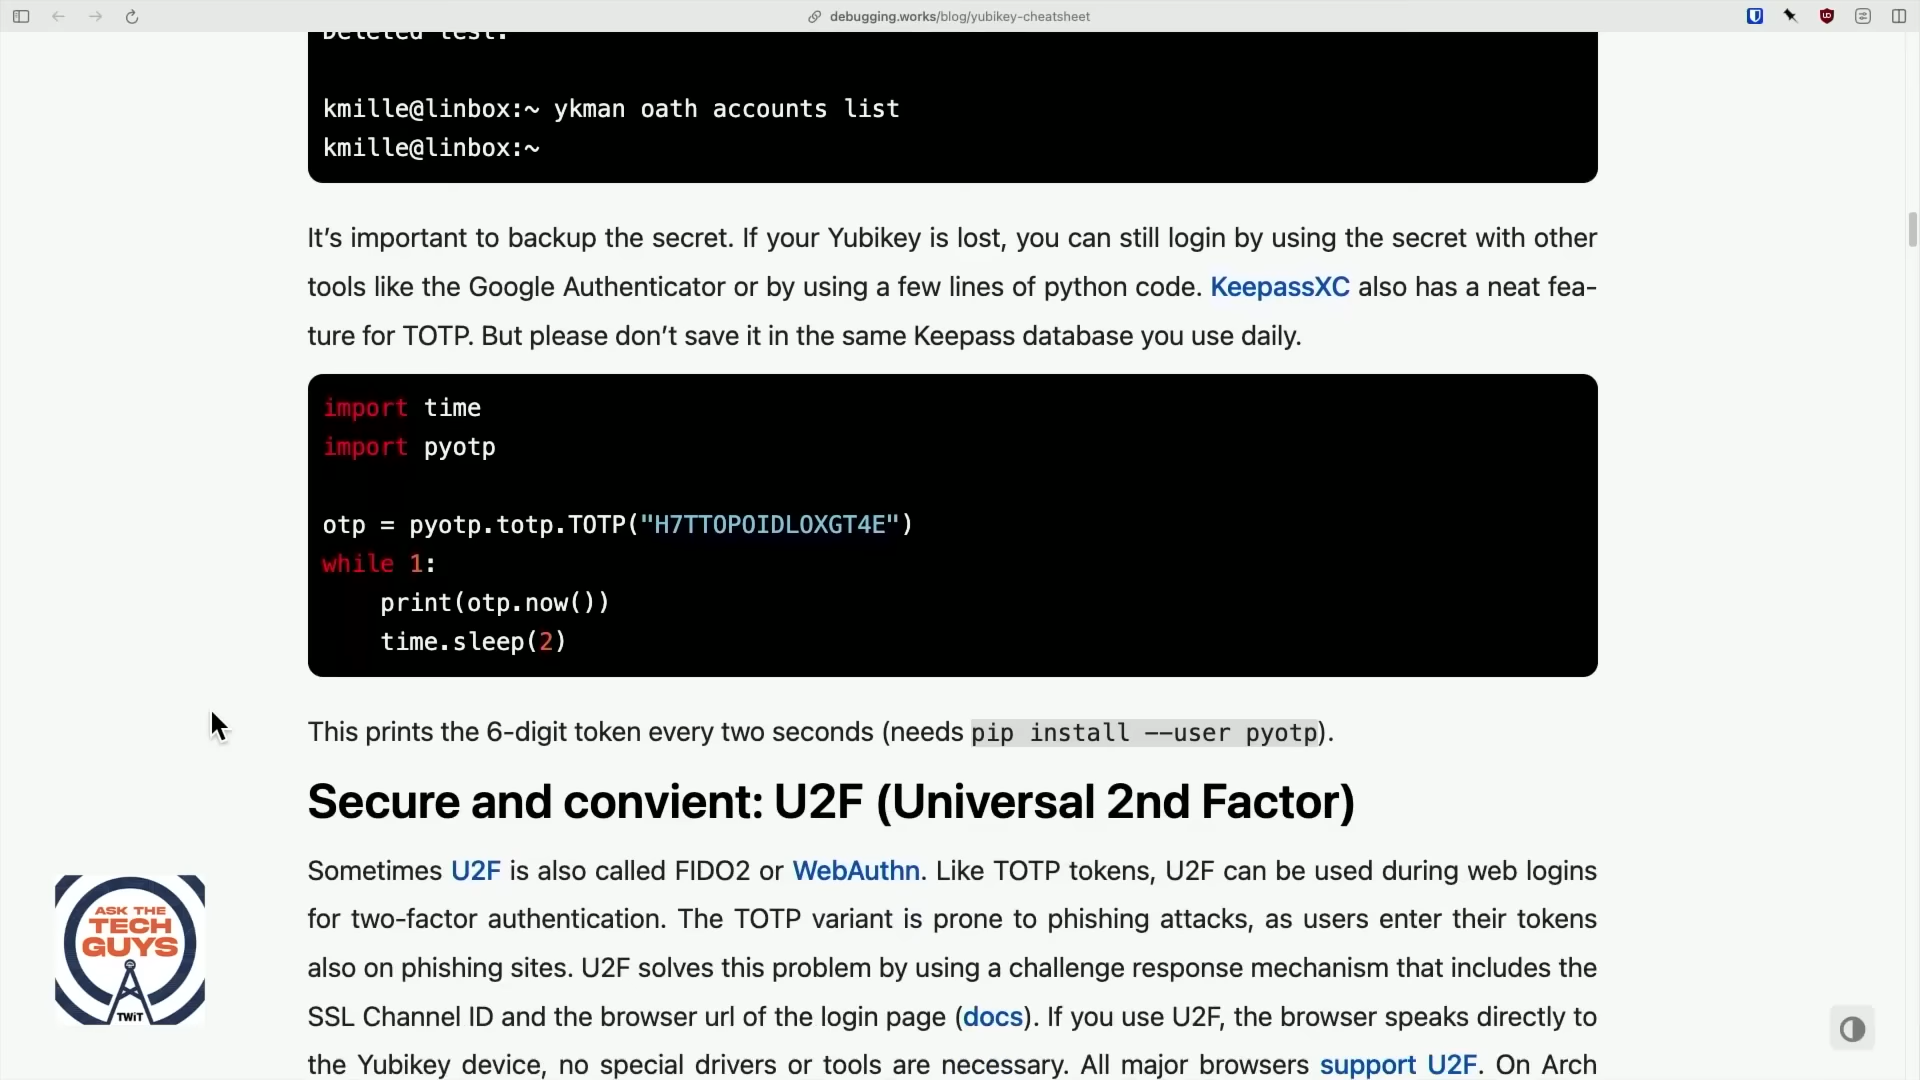 debugging.works/blog/yubikey-cheatsheet
Deleted test.
kmille@linbox:~ ykman oath accounts list
kmille@linbox:~
It’s important to backup the secret. If your Yubikey is lost, you can still login by using the secret with other
tools like the Google Authenticator or by using a few lines of python code. KeepassXC also has a neat fea-
ture for TOTP. But please don’t save it in the same Keepass database you use daily.
import time
import pyotp
otp = pyotp.totp.TOTP("H7TTOPOIDLOXGT4E")
while 1:
    print(otp.now())
    time.sleep(2)
This prints the 6-digit token every two seconds (needs pip install --user pyotp).
Secure and convient: U2F (Universal 2nd Factor)
Sometimes U2F is also called FIDO2 or WebAuthn. Like TOTP tokens, U2F can be used during web logins
for two-factor authentication. The TOTP variant is prone to phishing attacks, as users enter their tokens
also on phishing sites. U2F solves this problem by using a challenge response mechanism that includes the
SSL Channel ID and the browser url of the login page (docs). If you use U2F, the browser speaks directly to
the Yubikey device, no special drivers or tools are necessary. All major browsers support U2F. On Arch
ASK THE
TECH
GUYS
TWiT